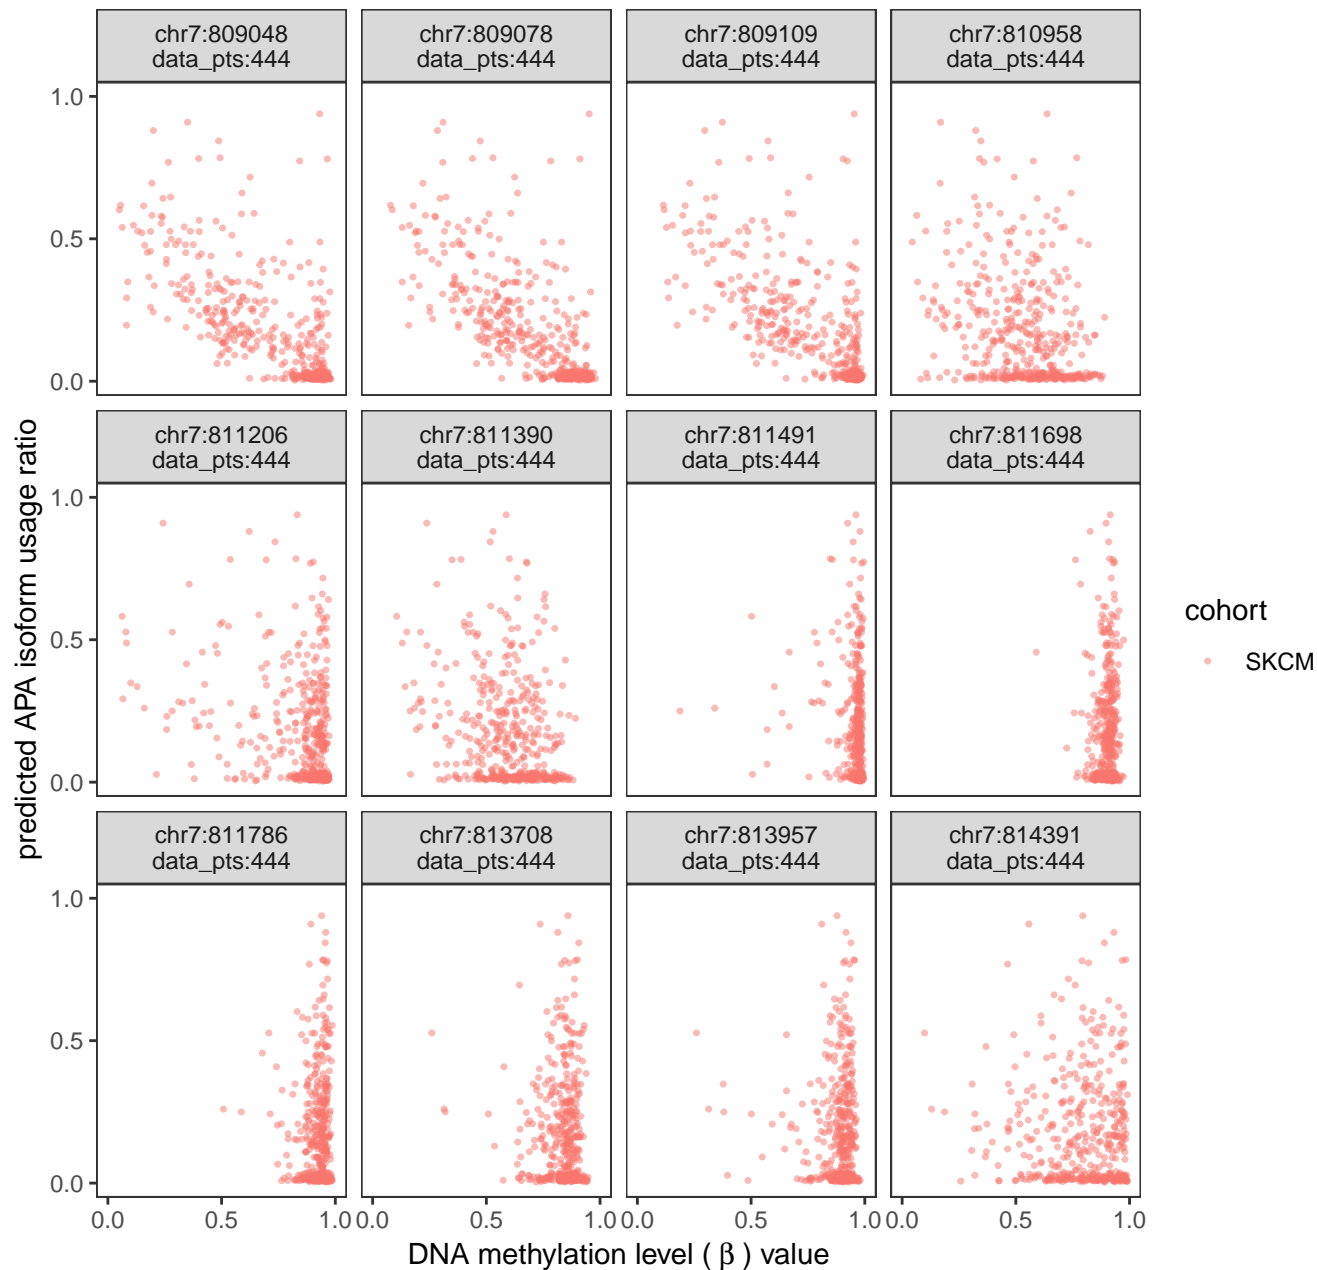 chr7:809048
data_pts:444
chr7:809078
data_pts:444
chr7:809109
data_pts:444
chr7:810958
data_pts:444
1.0
0.5
0.0
chr7:811206
data_pts:444
chr7:811390
data_pts:444
chr7:811491
data_pts:444
chr7:811698
data_pts:444
1.0
0.5
0.0
chr7:811786
data_pts:444
chr7:813708
data_pts:444
chr7:813957
data_pts:444
chr7:814391
data_pts:444
1.0
0.5
0.0
0.0 0.5 1.0
0.0 0.5 1.0
0.0 0.5 1.0
0.0 0.5 1.0
DNA methylation level ( β ) value
predicted APA isoform usage ratio
cohort
SKCM